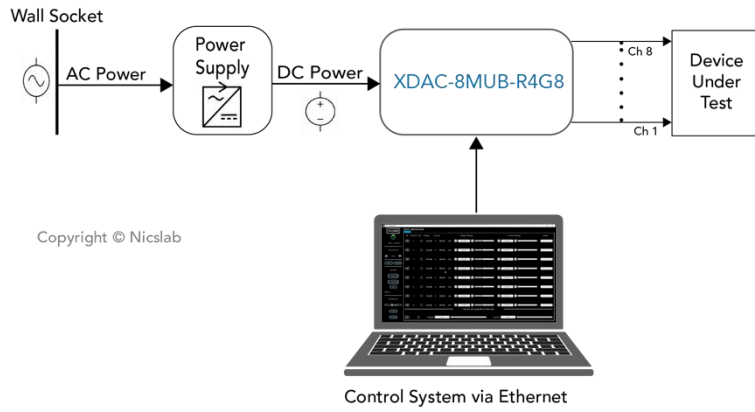 Wall Socket
AC Power
Power
Supply
DC Power
XDAC-8MUB-R4G8
Ch 8
Ch 1
Device
Under
Test
Copyright © Nicslab
Control System via Ethernet